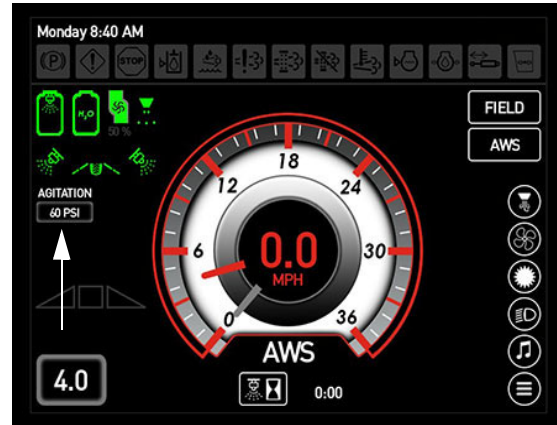 Monday 8:40 AM
(P)
STOP
H₂O
50 %
FIELD
AWS
AGITATION
60 PSI
18
12
24
6
30
0
36
0.0
MPH
AWS
4.0
0:00